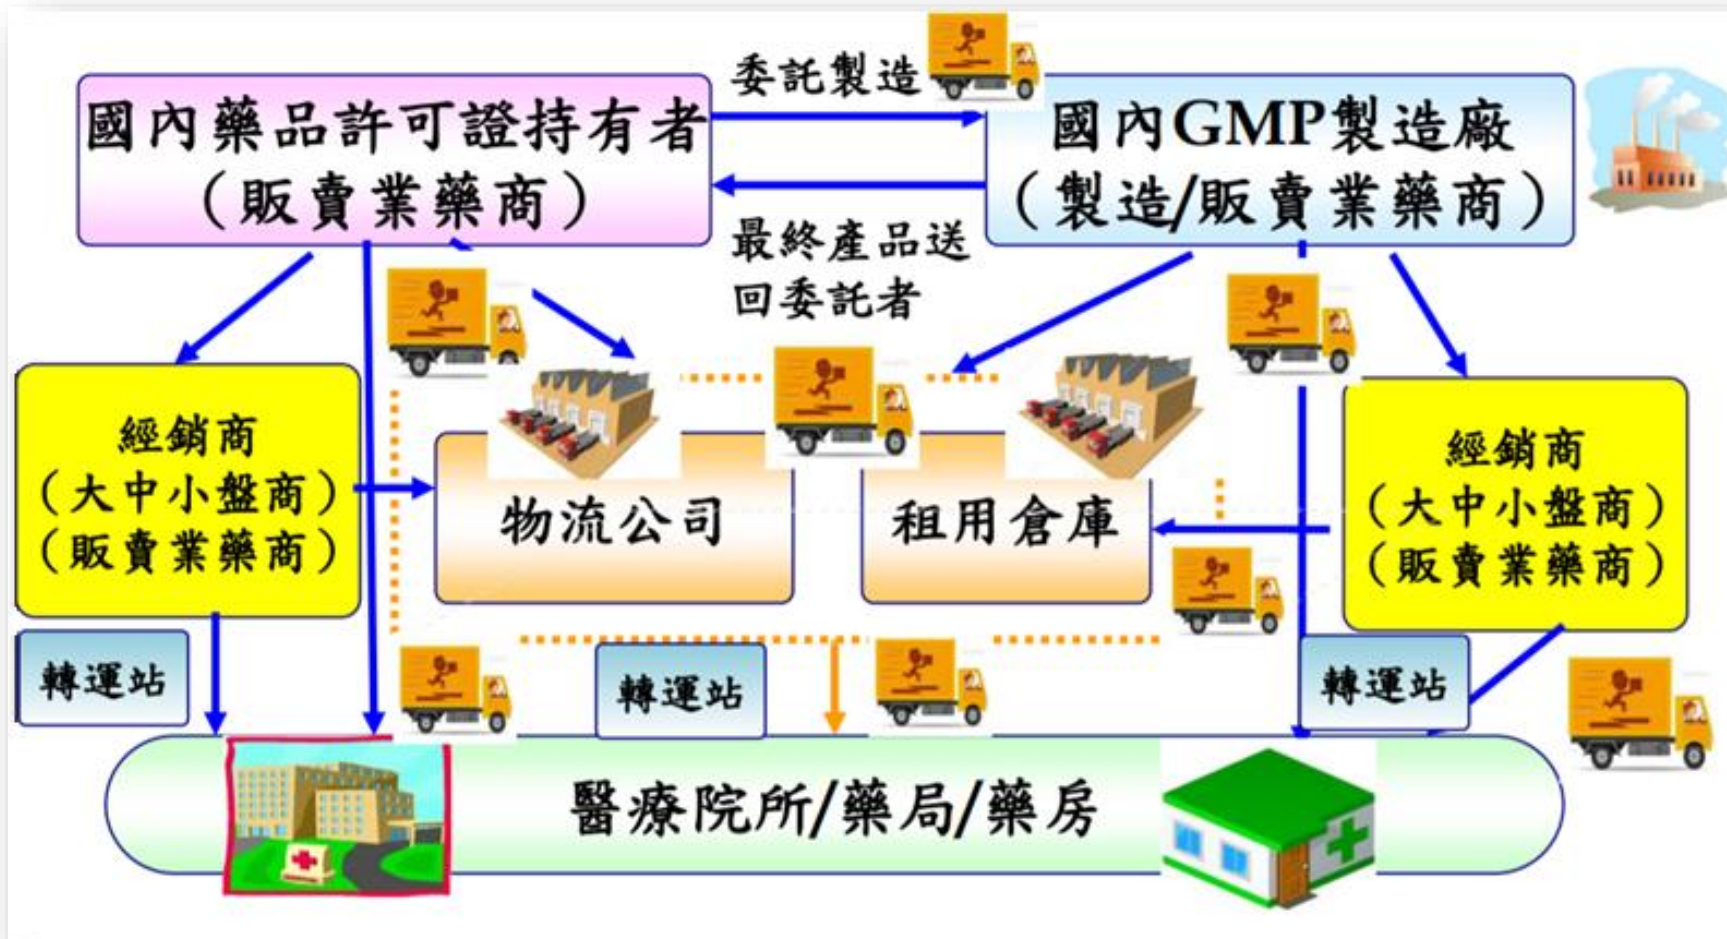 委託製造
國內藥品許可證持有者
（販賣業藥商）
國內GMP製造廠
（製造/販賣業藥商）
最終產品送
回委託者
經銷商
（大中小盤商）
（販賣業藥商）
物流公司
租用倉庫
經銷商
（大中小盤商）
（販賣業藥商）
轉運站
轉運站
轉運站
醫療院所/藥局/藥房